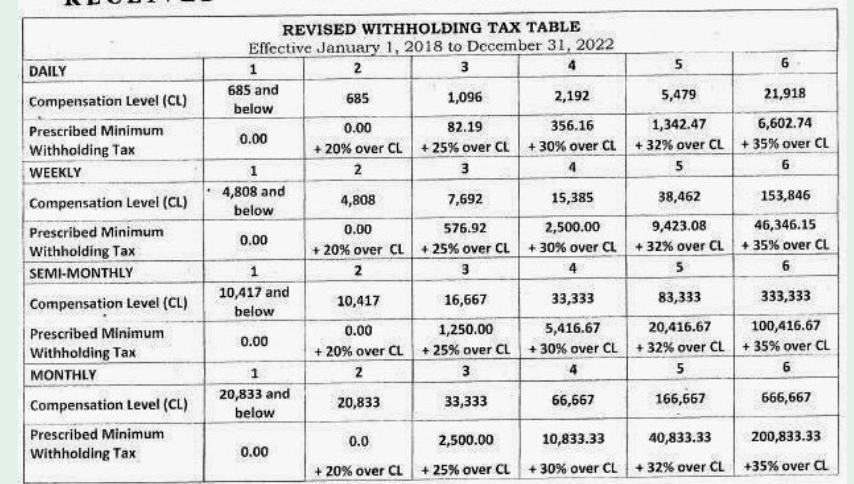 REVISED WITHHOLDING TAX TABLE
Effective January 1, 2018 to December 31, 2022
DAILY 1 2 3 4 5 6
Compensation Level (CL) 685 and below 685 1,096 2,192 5,479 21,918
Prescribed Minimum Withholding Tax 0.00 0.00 + 20% over CL 82.19 + 25% over CL 356.16 + 30% over CL 1,342.47 + 32% over CL 6,602.74 + 35% over CL
WEEKLY 1 2 3 4 5 6
Compensation Level (CL) 4,808 and below 4,808 7,692 15,385 38,462 153,846
Prescribed Minimum Withholding Tax 0.00 0.00 + 20% over CL 576.92 + 25% over CL 2,500.00 + 30% over CL 9,423.08 + 32% over CL 46,346.15 + 35% over CL
SEMI-MONTHLY 1 2 3 4 5 6
Compensation Level (CL) 10,417 and below 10,417 16,667 33,333 83,333 333,333
Prescribed Minimum Withholding Tax 0.00 0.00 + 20% over CL 1,250.00 + 25% over CL 5,416.67 + 30% over CL 20,416.67 + 32% over CL 100,416.67 + 35% over CL
MONTHLY 1 2 3 4 5 6
Compensation Level (CL) 20,833 and below 20,833 33,333 66,667 166,667 666,667
Prescribed Minimum Withholding Tax 0.00 0.0 + 20% over CL 2,500.00 + 25% over CL 10,833.33 + 30% over CL 40,833.33 + 32% over CL 200,833.33 +35% over CL